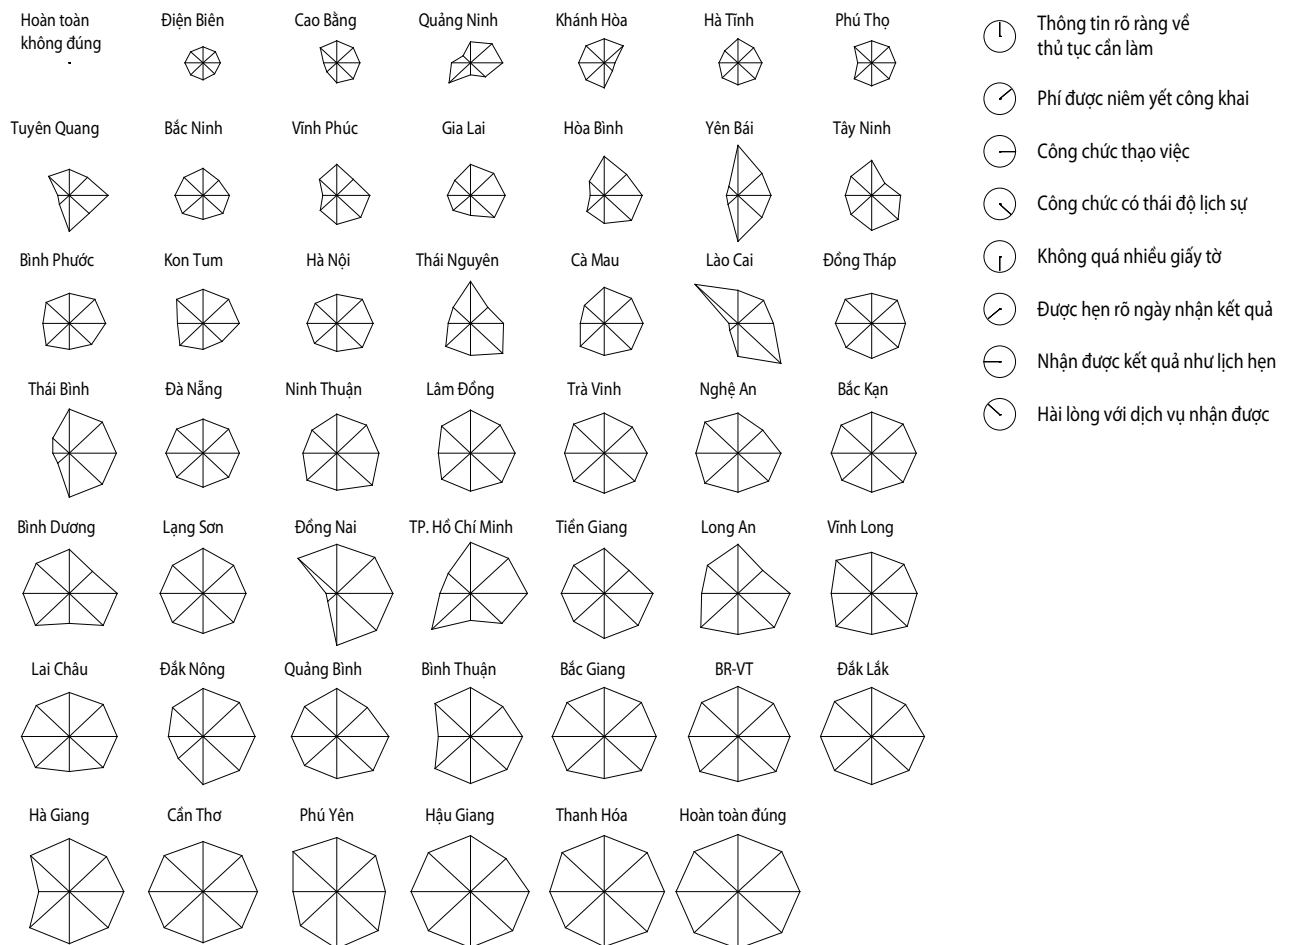 Hoàn toàn
không đúng
Điện Biên
Cao Bằng
Quảng Ninh
Khánh Hòa
Hà Tĩnh
Phú Thọ
Tuyên Quang
Bắc Ninh
Vĩnh Phúc
Gia Lai
Hòa Bình
Yên Bái
Tây Ninh
Bình Phước
Kon Tum
Hà Nội
Thái Nguyên
Cà Mau
Lào Cai
Đồng Tháp
Thái Bình
Đà Nẵng
Ninh Thuận
Lâm Đồng
Trà Vinh
Nghệ An
Bắc Kạn
Bình Dương
Lạng Sơn
Đồng Nai
TP. Hồ Chí Minh
Tiền Giang
Long An
Vĩnh Long
Lai Châu
Đắk Nông
Quảng Bình
Bình Thuận
Bắc Giang
BR-VT
Đắk Lắk
Hà Giang
Cần Thơ
Phú Yên
Hậu Giang
Thanh Hóa
Hoàn toàn đúng
Thông tin rõ ràng về
thủ tục cần làm
Phí được niêm yết công khai
Công chức thạo việc
Công chức có thái độ lịch sự
Không quá nhiều giấy tờ
Được hẹn rõ ngày nhận kết quả
Nhận được kết quả như lịch hẹn
Hài lòng với dịch vụ nhận được